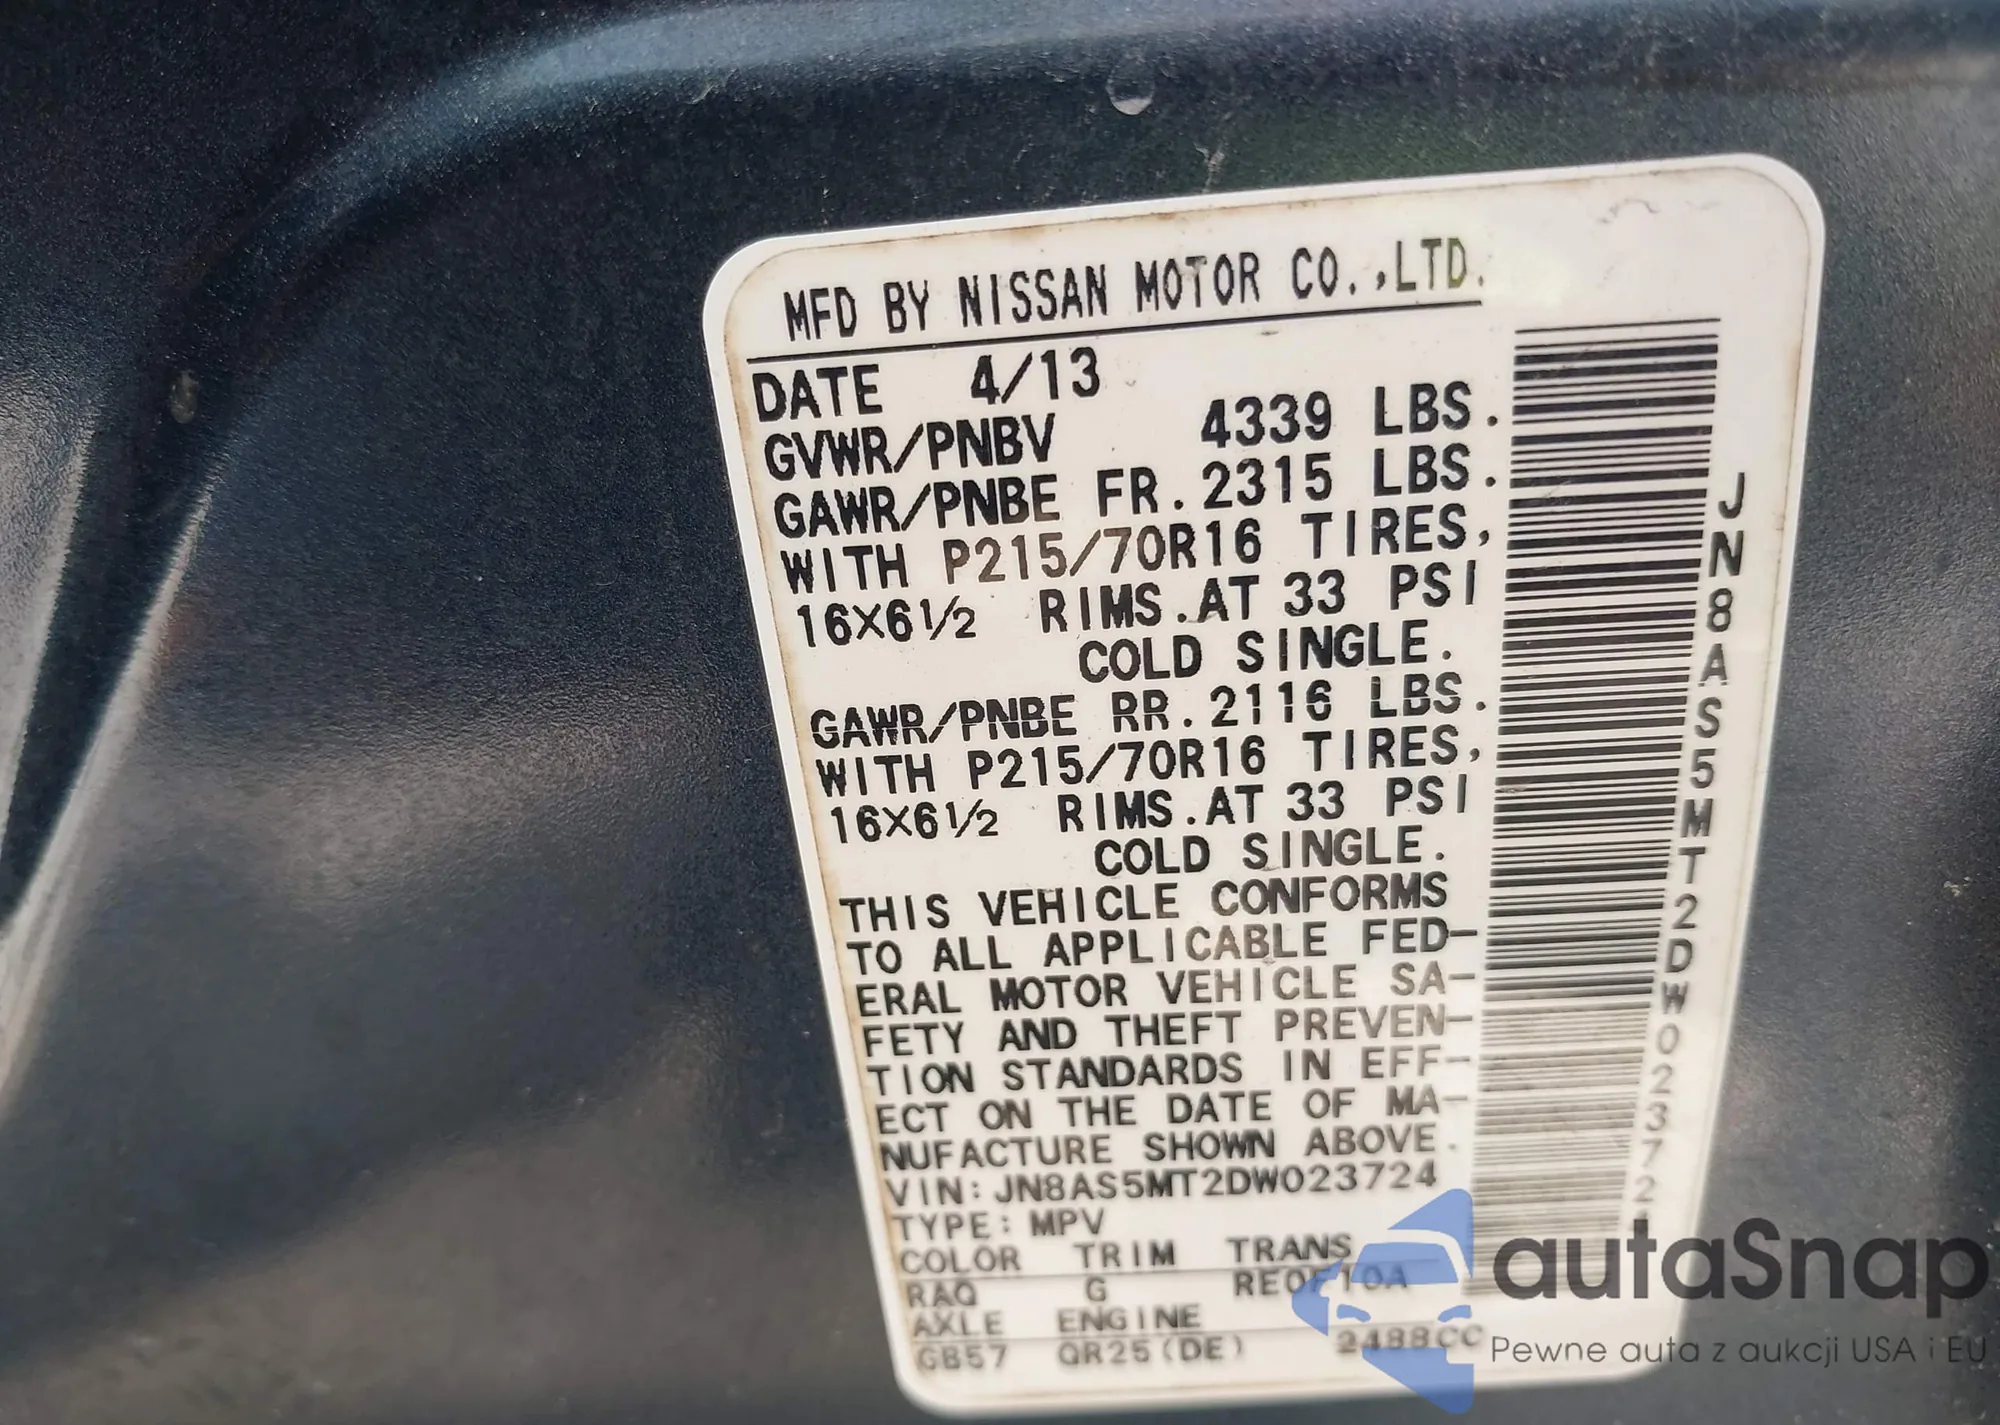 MFD BY NISSAN MOTOR CO.,LTD.
DATE 4/13
GVWR/PNBV 4339 LBS.
GAWR/PNBE FR. 2315 LBS.
WITH P215/70R16 TIRES,
16X6½ RIMS. AT 33 PSI
COLD SINGLE.
GAWR/PNBE RR. 2116 LBS.
WITH P215/70R16 TIRES,
16X6½ RIMS. AT 33 PSI
COLD SINGLE.
THIS VEHICLE CONFORMS
TO ALL APPLICABLE FED-
ERAL MOTOR VEHICLE SA-
FETY AND THEFT PREVEN-
TION STANDARDS IN EFF-
ECT ON THE DATE OF MA-
NUFACTURE SHOWN ABOVE.
VIN: JN8AS5MT2DW023724
TYPE: MPV
COLOR TRIM TRANS
RAQ G RE0F10A
AXLE ENGINE
GB57 QR25(DE) 2488CC
JN8AS5MT2DW023724
autaSnap
Pewne auta z aukcji USA i EU